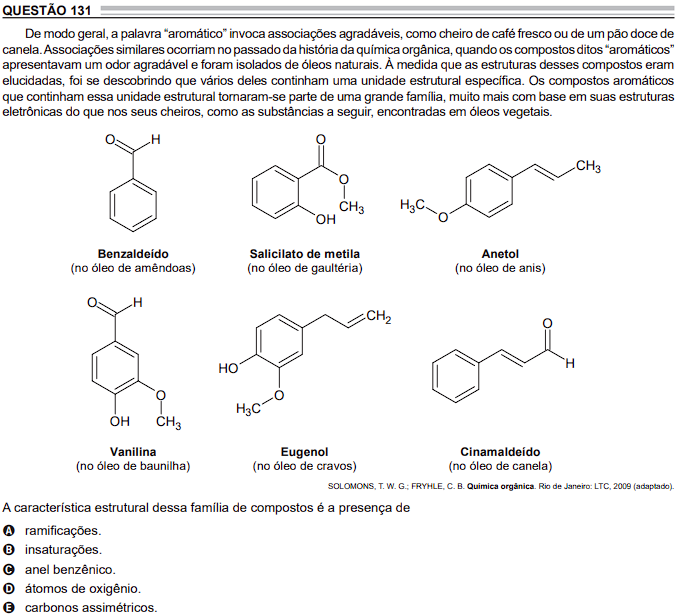 QUESTÃO 131
De modo geral, a palavra “aromático” invoca associações agradáveis, como cheiro de café fresco ou de um pão doce de
canela. Associações similares ocorriam no passado da história da química orgânica, quando os compostos ditos “aromáticos”
apresentavam um odor agradável e foram isolados de óleos naturais. À medida que as estruturas desses compostos eram
elucidadas, foi se descobrindo que vários deles continham uma unidade estrutural específica. Os compostos aromáticos
que continham essa unidade estrutural tornaram-se parte de uma grande família, muito mais com base em suas estruturas
eletrônicas do que nos seus cheiros, como as substâncias a seguir, encontradas em óleos vegetais.
O H
O
O
CH3
OH
H3C O
CH3
Benzaldeído
(no óleo de amêndoas)
Salicilato de metila
(no óleo de gaultéria)
Anetol
(no óleo de anis)
O H
O
OH CH3
CH2
HO
O
H3C
O
H
Vanilina
(no óleo de baunilha)
Eugenol
(no óleo de cravos)
Cinamaldeído
(no óleo de canela)
SOLOMONS, T. W. G.; FRYHLE, C. B. Química orgânica. Rio de Janeiro: LTC, 2009 (adaptado).
A característica estrutural dessa família de compostos é a presença de
A ramificações.
B insaturações.
C anel benzênico.
D átomos de oxigênio.
E carbonos assimétricos.